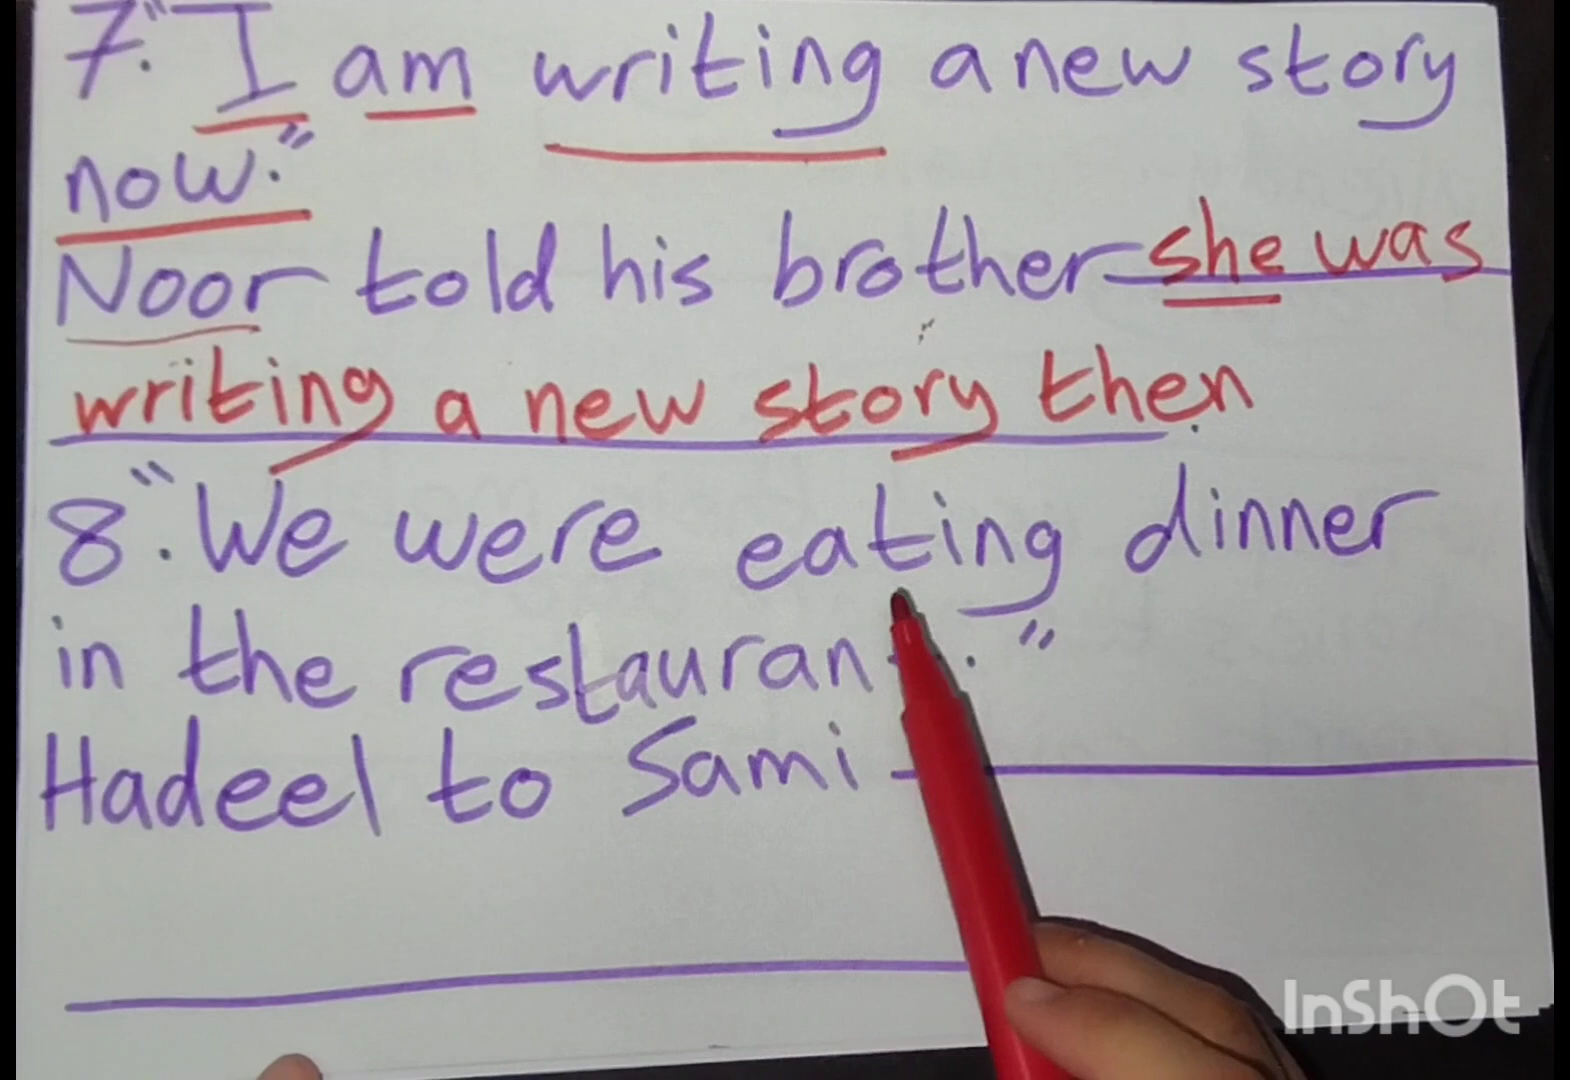 7. "I am writing a new story
now."
Noor told his brother she was
writing a new story then.
8. "We were eating dinner
in the restaurant."
Hadeel to Sami
InShOt